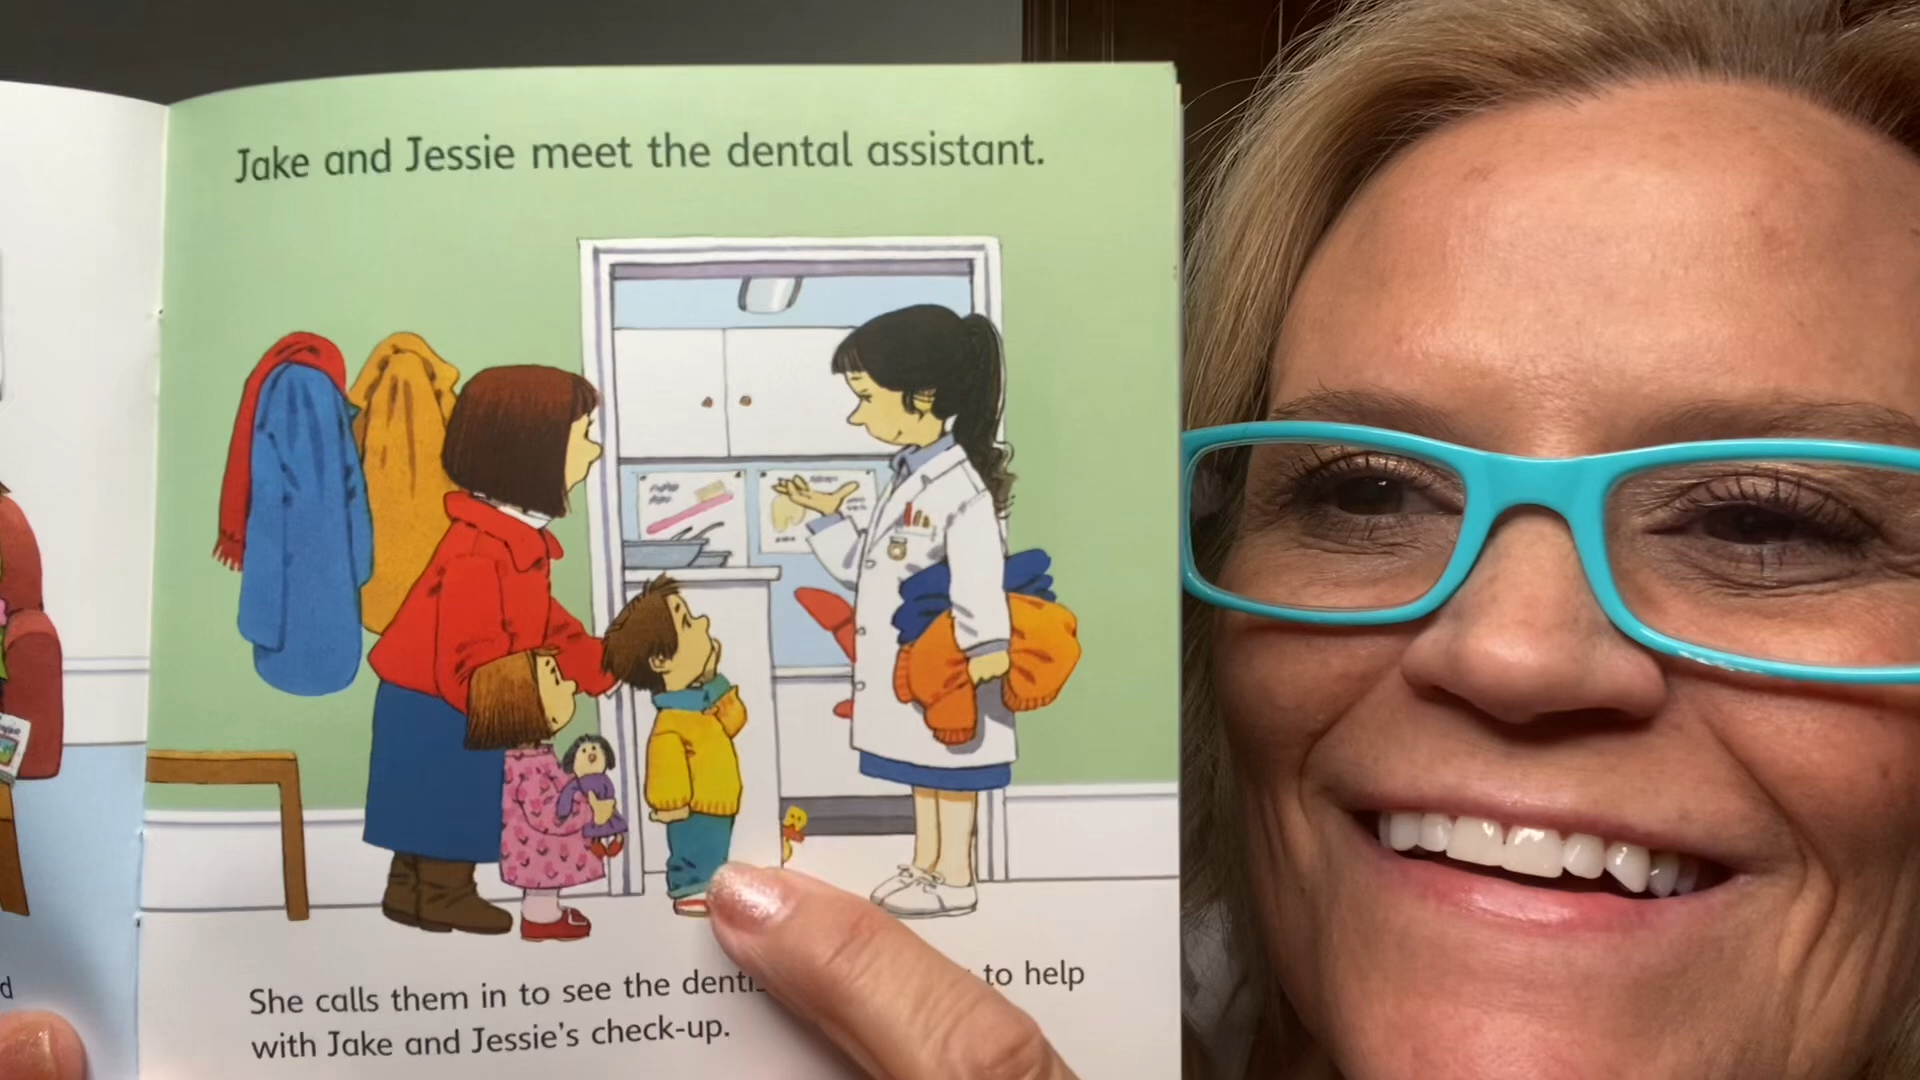 Jake and Jessie meet the dental assistant.
She calls them in to see the to help
with Jake and Jessie's check-up.
d